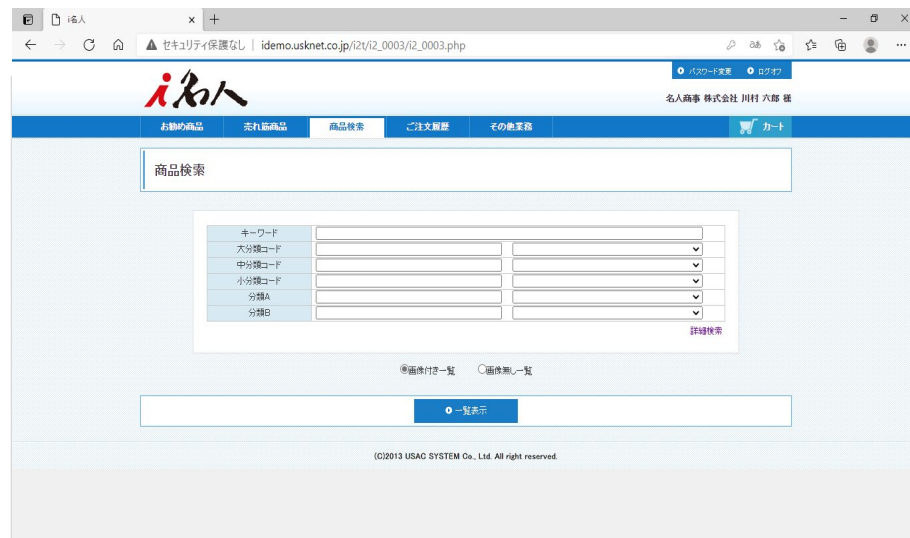 i名人
セキュリティ保護なし | idemo.usknet.co.jp/i2t/i2_0003/i2_0003.php
パスワード変更 ログオフ
i名人
名人商事 株式会社 川村 六郎 様
お勧め商品 売れ筋商品 商品検索 ご注文履歴 その他業務 カート
商品検索
キーワード
大分類コード
中分類コード
小分類コード
分類A
分類B
詳細検索
画像付き一覧 画像無し一覧
一覧表示
(C)2013 USAC SYSTEM Co., Ltd. All right reserved.